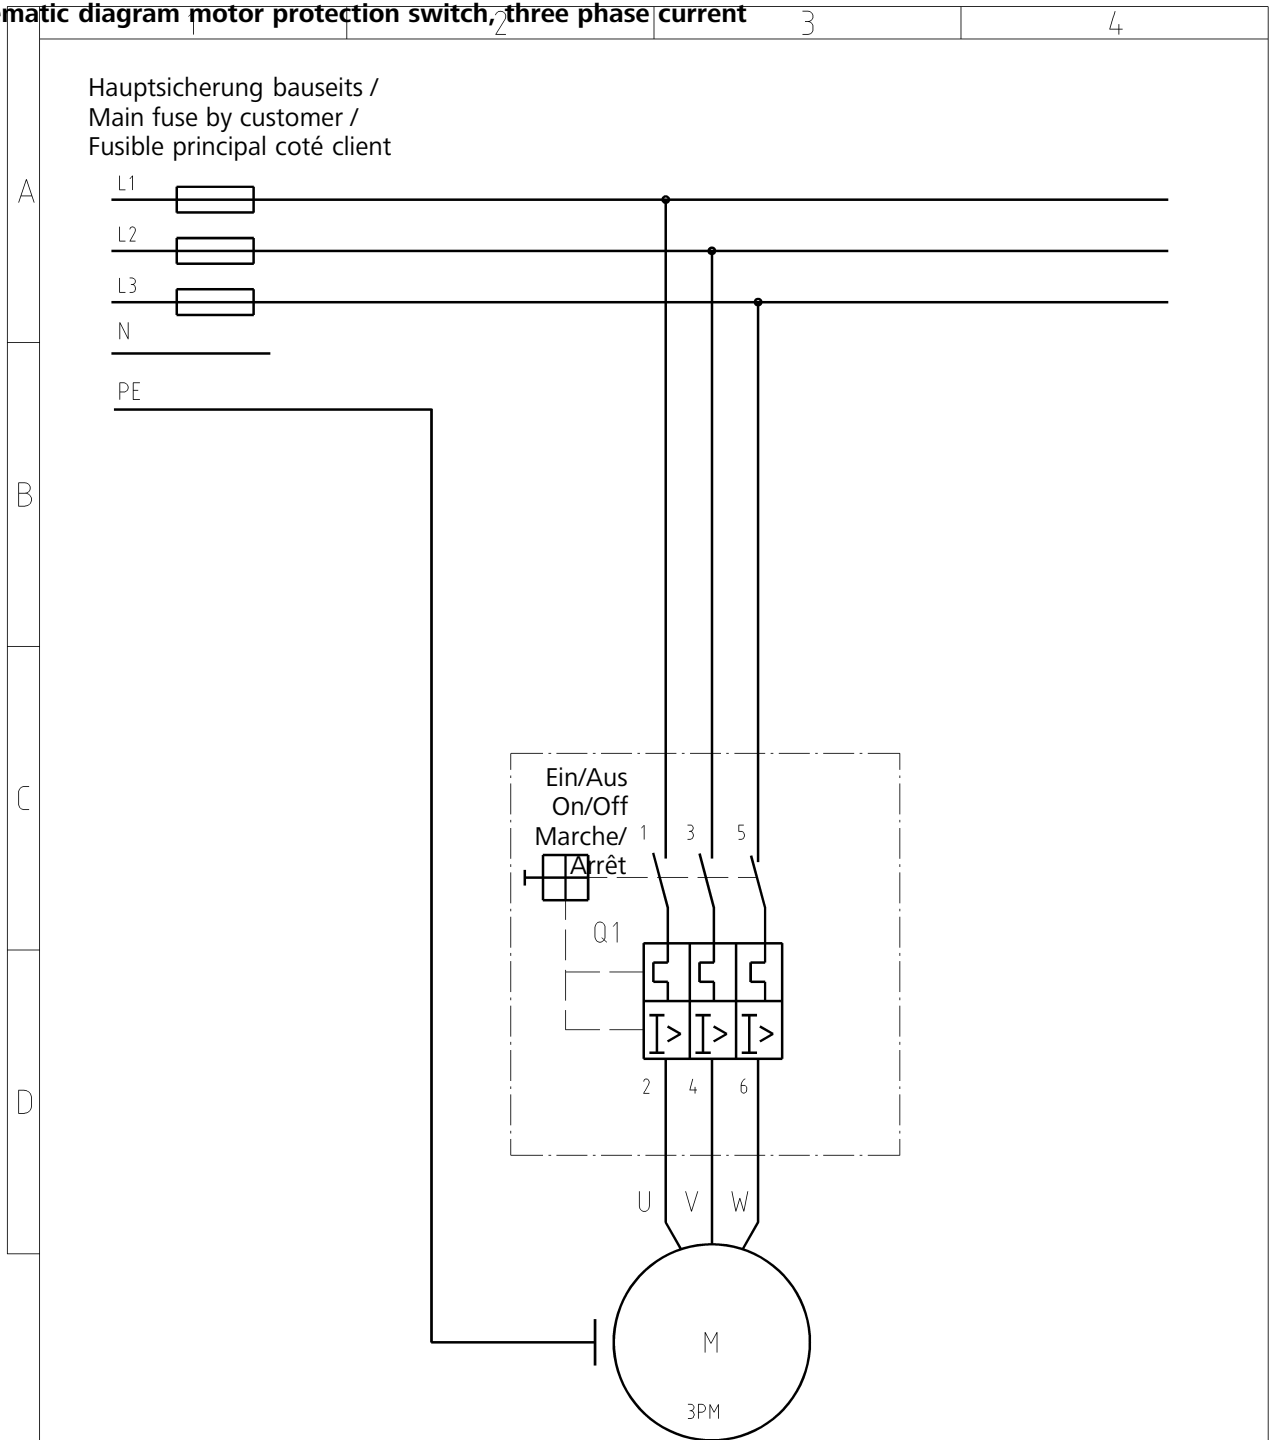 matic diagram motor protection switch, three phase current
1 2 3 4
Hauptsicherung bauseits /
Main fuse by customer /
Fusible principal coté client
A
L1
L2
L3
N
PE
B
C
Ein/Aus
On/Off
Marche/
Arrêt
1 3 5
Q1
I> I> I>
D
2 4 6
U V W
M
3PM